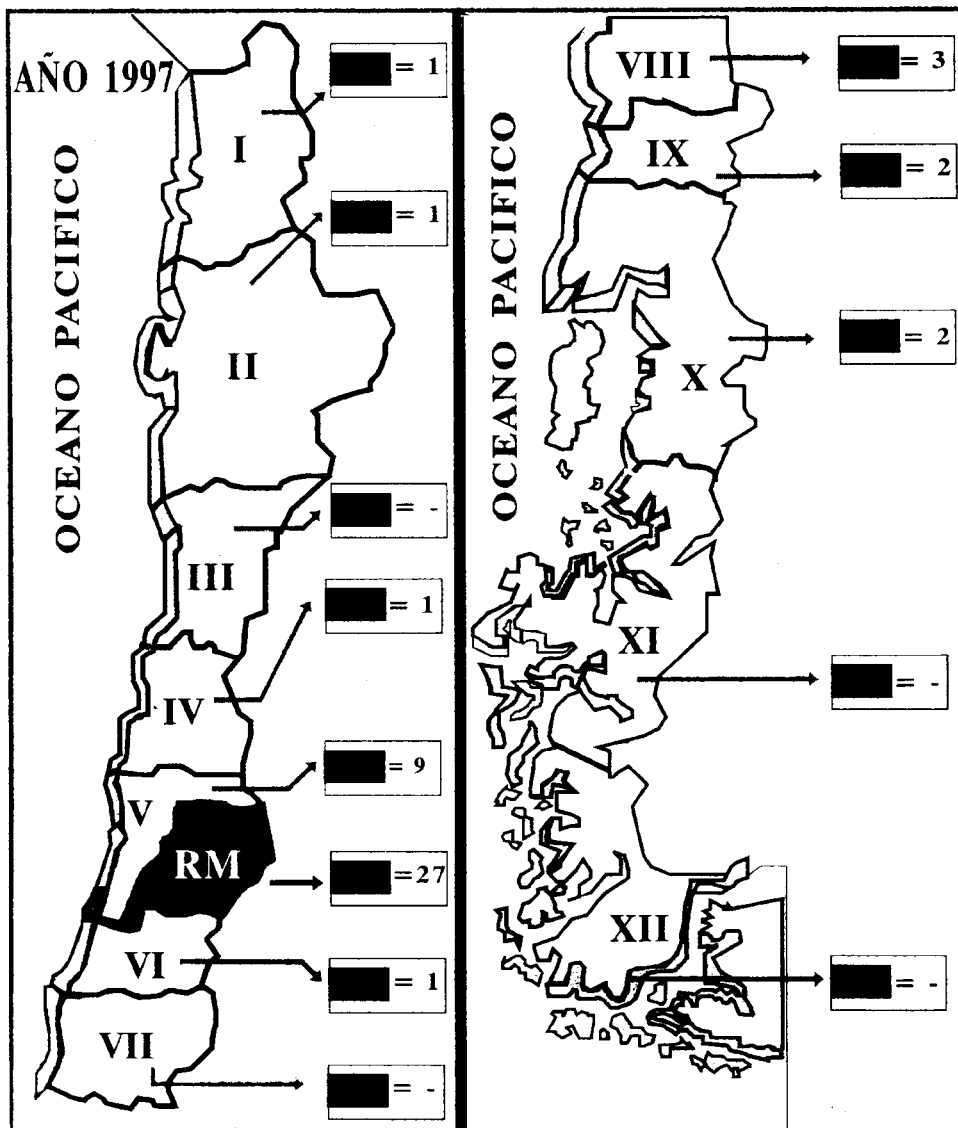 AÑO 1997
OCEANO PACIFICO
I
= 1
= 1
II
= -
III
= 1
IV
= 9
V
RM
=27
VI
= 1
VII
= -
OCEANO PACIFICO
VIII
= 3
IX
= 2
= 2
X
XI
= -
XII
= -